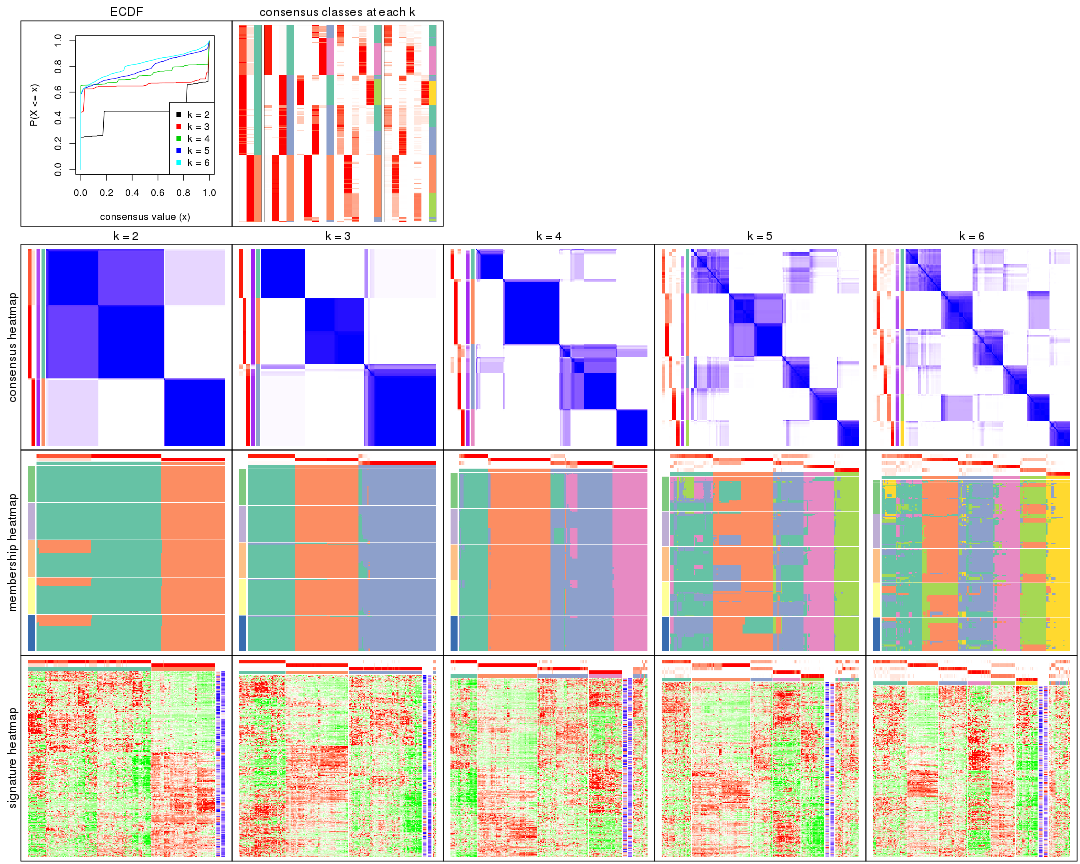 ECDF
consensus classes at each k
P(X <= x)
1.0
0.8
0.6
0.4
0.2
0.0
k = 2
k = 3
k = 4
k = 5
k = 6
0.0 0.2 0.4 0.6 0.8 1.0
consensus value (x)
k = 2
k = 3
k = 4
k = 5
k = 6
consensus heatmap
membership heatmap
signature heatmap